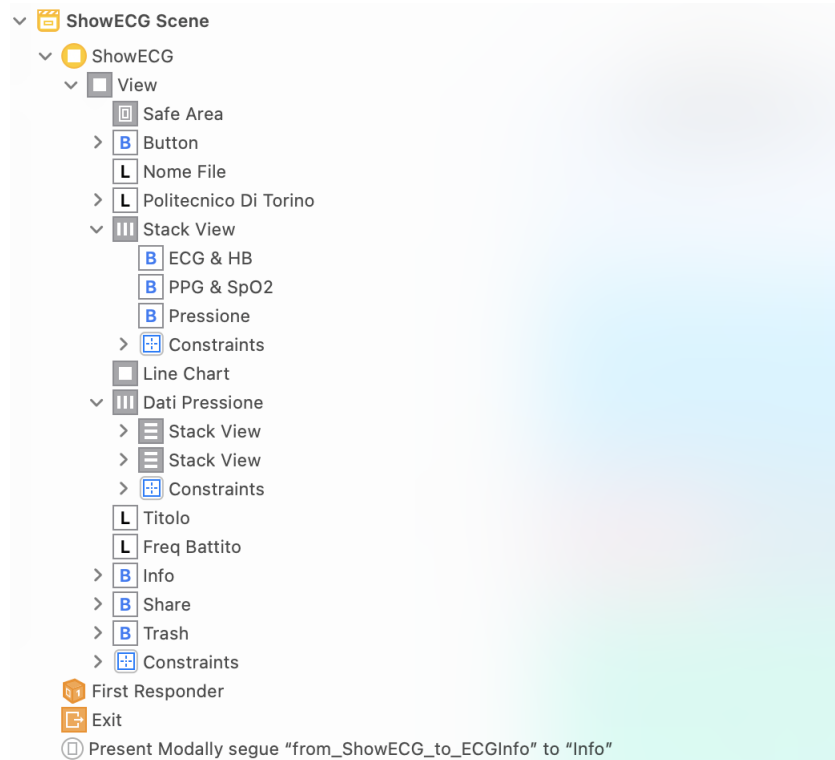 ShowECG Scene
ShowECG
View
Safe Area
B Button
L Nome File
L Politecnico Di Torino
Stack View
B ECG & HB
B PPG & SpO2
B Pressione
Constraints
Line Chart
Dati Pressione
Stack View
Stack View
Constraints
L Titolo
L Freq Battito
B Info
B Share
B Trash
Constraints
First Responder
Exit
Present Modally segue “from_ShowECG_to_ECGInfo” to “Info”